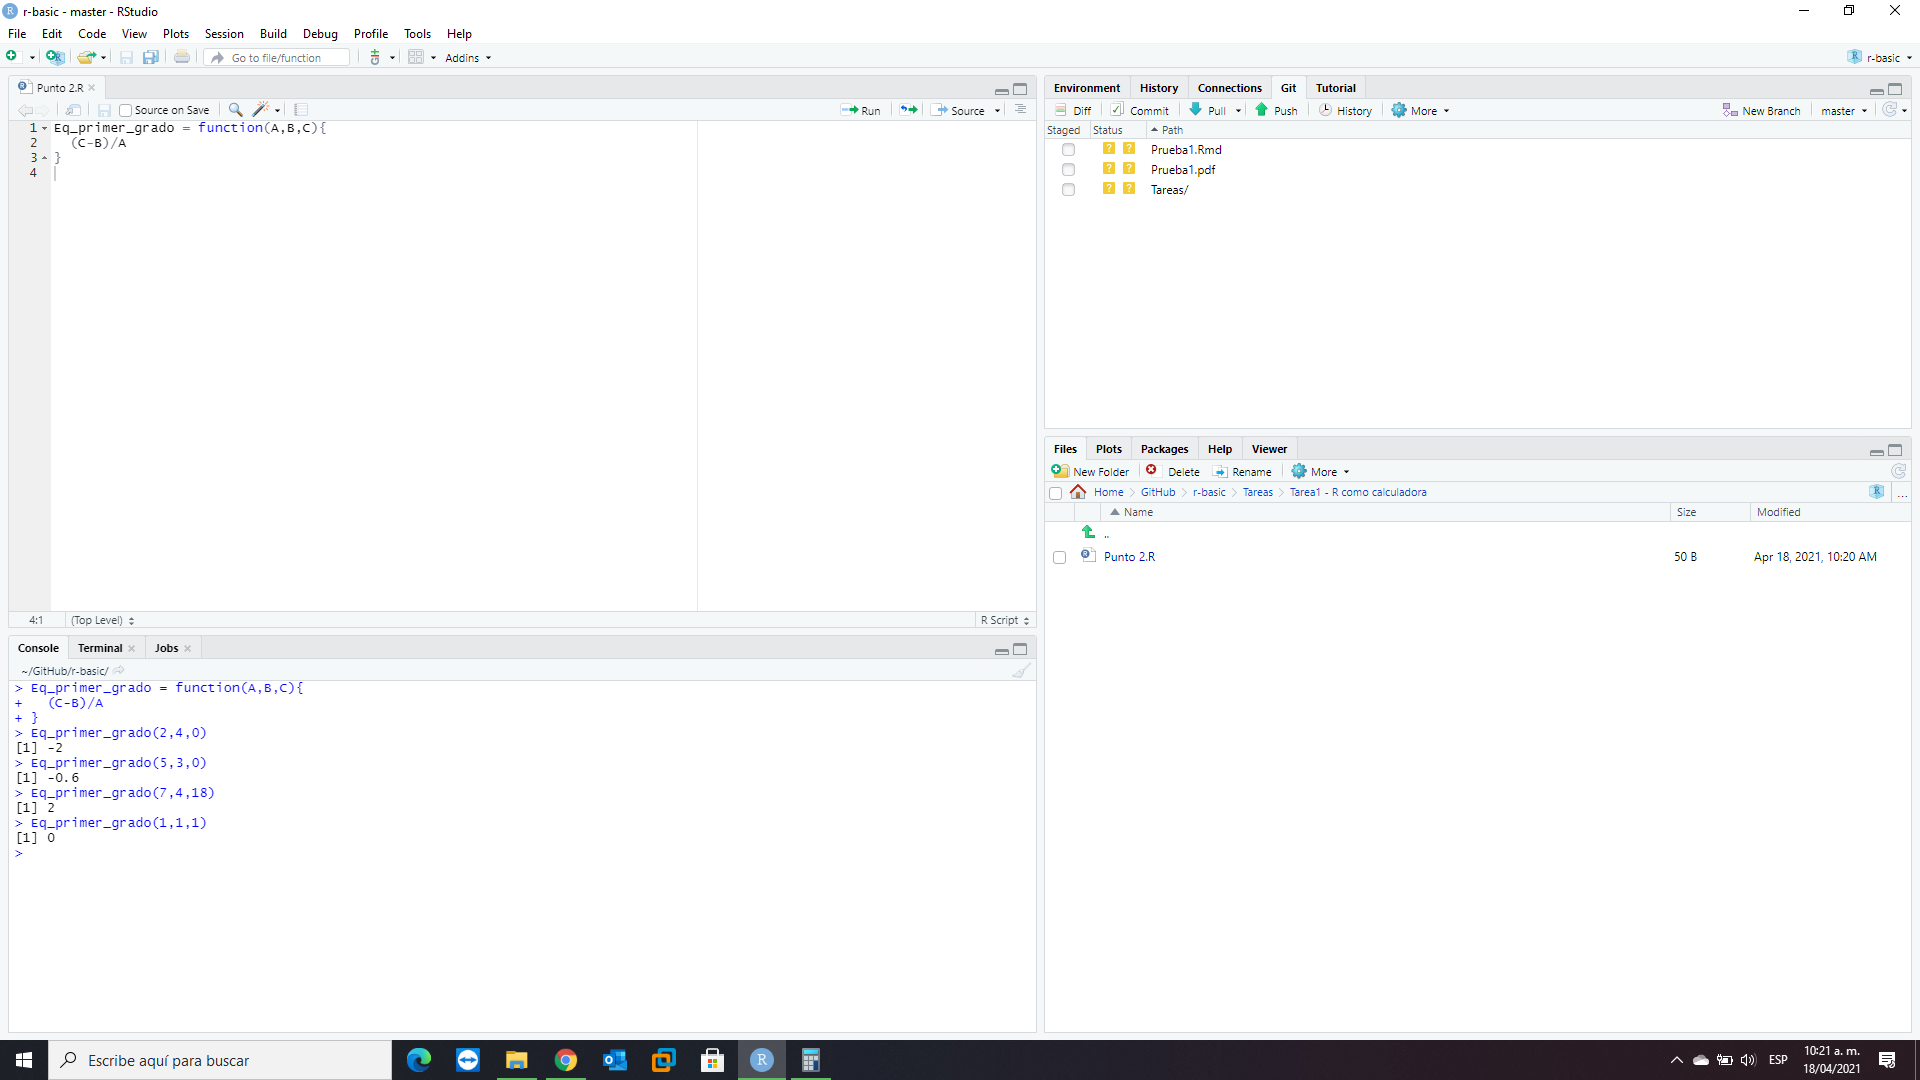 r-basic - master - RStudio
File Edit Code View Plots Session Build Debug Profile Tools Help
Go to file/function Addins r-basic
Punto 2.R
Source on Save Run Source
1 Eq_primer_grado = function(A,B,C){
2 (C-B)/A
3 }
4
4:1 (Top Level) R Script
Console Terminal Jobs
~/GitHub/r-basic/
> Eq_primer_grado = function(A,B,C){
+ (C-B)/A
+ }
> Eq_primer_grado(2,4,0)
[1] -2
> Eq_primer_grado(5,3,0)
[1] -0.6
> Eq_primer_grado(7,4,18)
[1] 2
> Eq_primer_grado(1,1,1)
[1] 0
>
Environment History Connections Git Tutorial
Diff Commit Pull Push History More New Branch master
Staged Status Path
? ? Prueba1.Rmd
? ? Prueba1.pdf
? ? Tareas/
Files Plots Packages Help Viewer
New Folder Delete Rename More
Home GitHub r-basic Tareas Tarea1 - R como calculadora ...
Name Size Modified
..
Punto 2.R 50 B Apr 18, 2021, 10:20 AM
Escribe aquí para buscar
ESP
10:21 a. m.
18/04/2021